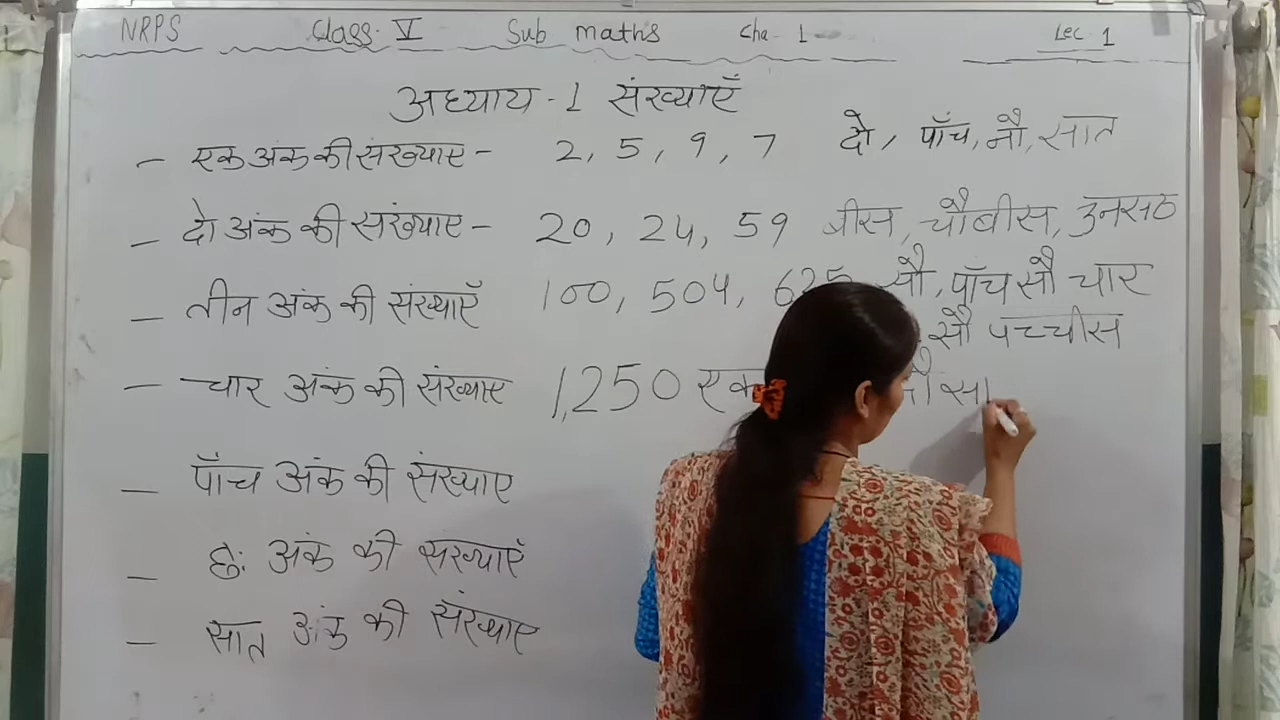 NRPS Class V Sub maths Cha-1 Lec-1
अध्याय-1 संख्याएँ
– एक अंक की संख्याए – 2, 5, 9, 7 दो, पाँच, नौ, सात
– दो अंक की संख्याए – 20, 24, 59 बीस, चौबीस, उनसठ
– तीन अंक की संख्याएँ 100, 504, 625 सौ, पाँच सौ चार
सौ पच्चीस
– चार अंक की संख्याए 1,250 एक
– पाँच अंक की संख्याए
– छः अंक की संख्याएँ
– सात अंक की संख्याए